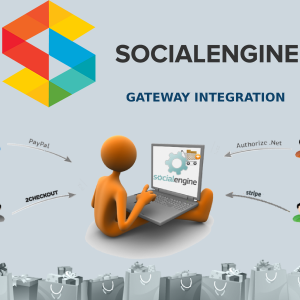 SOCIALENGINE
GATEWAY INTEGRATION
PayPal
Authorize .Net
socialengine
2CHECKOUT
stripe